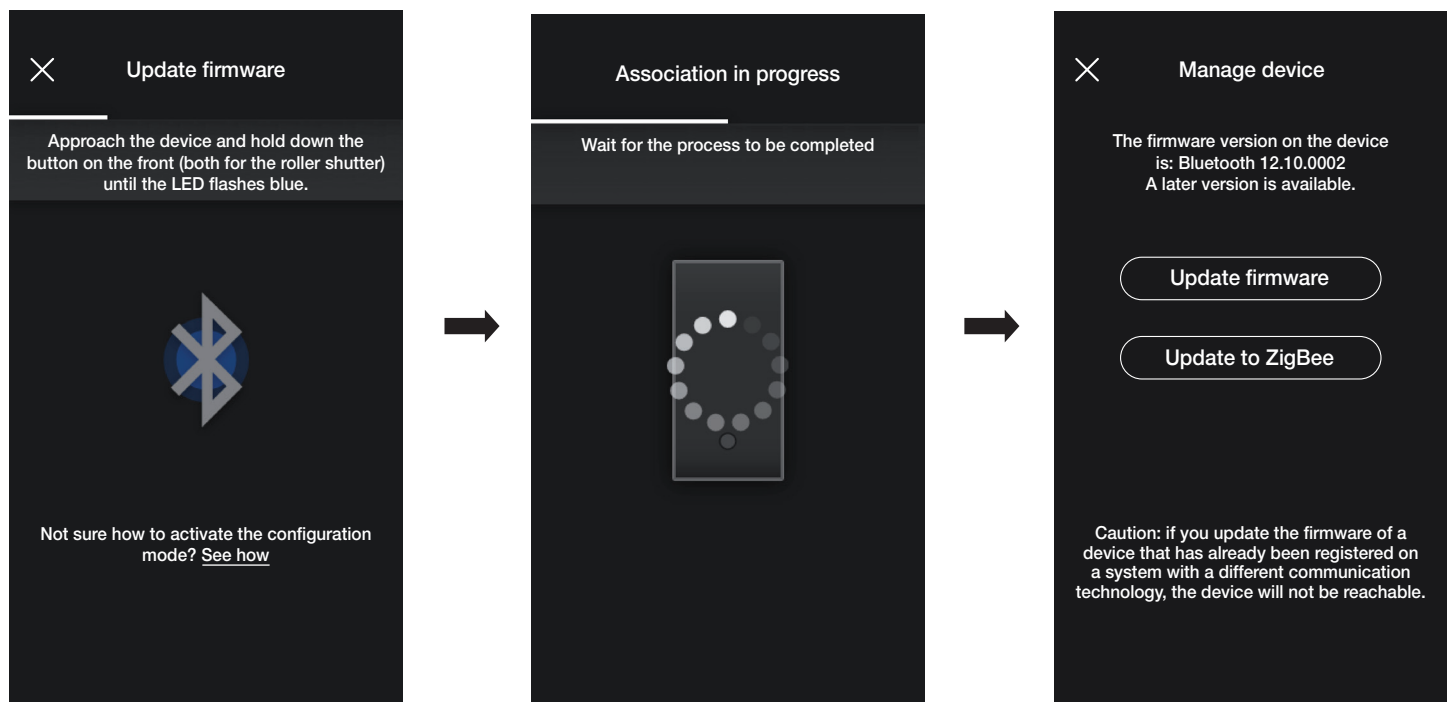 Update firmware
Approach the device and hold down the
button on the front (both for the roller shutter)
until the LED flashes blue.
Not sure how to activate the configuration
mode? See how
Association in progress
Wait for the process to be completed
Manage device
The firmware version on the device
is: Bluetooth 12.10.0002
A later version is available.
Update firmware
Update to ZigBee
Caution: if you update the firmware of a
device that has already been registered on
a system with a different communication
technology, the device will not be reachable.